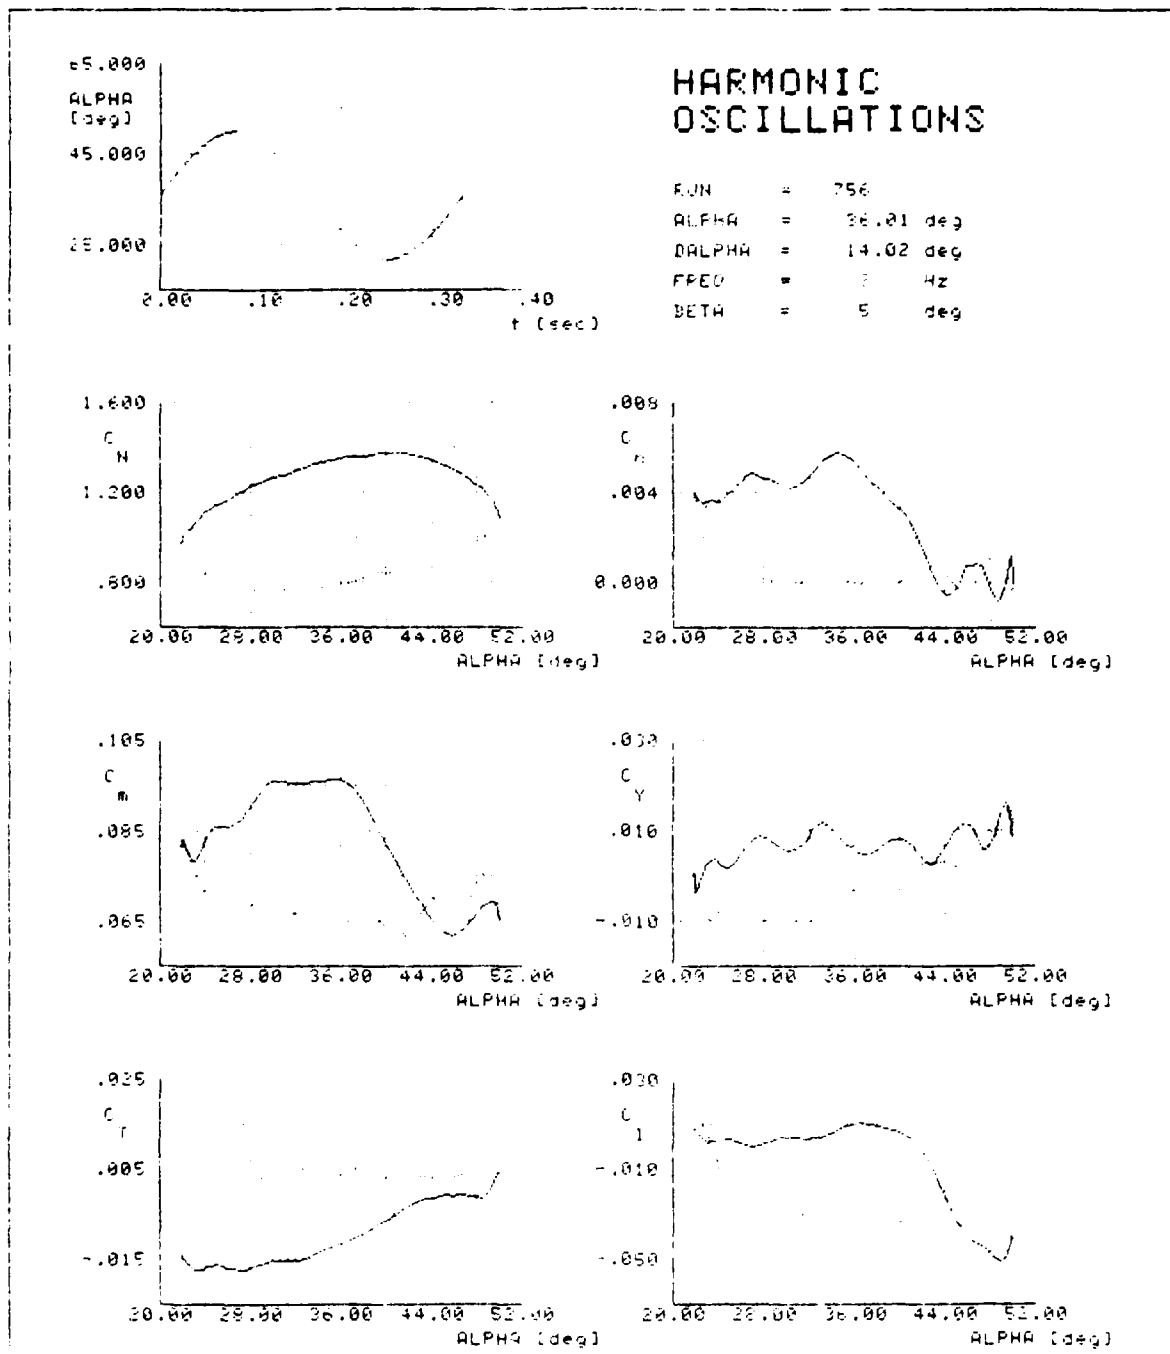 HARMONIC
OSCILLATIONS
RUN = 756
ALPHA = 36.01 deg
DALPHA = 14.02 deg
FREQ = Hz
BETA = 5 deg
65.000
ALPHA
[deg]
45.000
25.000
0.00 .10 .20 .30 .40
t [sec]
1.600
C
N
1.200
.800
20.00 28.00 36.00 44.00 52.00
ALPHA [deg]
.008
C
n
.004
0.000
20.00 28.00 36.00 44.00 52.00
ALPHA [deg]
.105
C
m
.085
.065
20.00 28.00 36.00 44.00 52.00
ALPHA [deg]
.030
C
Y
.010
-.010
20.00 28.00 36.00 44.00 52.00
ALPHA [deg]
.025
C
T
.005
-.015
20.00 28.00 36.00 44.00 52.00
ALPHA [deg]
.030
C
l
-.010
-.050
20.00 28.00 36.00 44.00 52.00
ALPHA [deg]